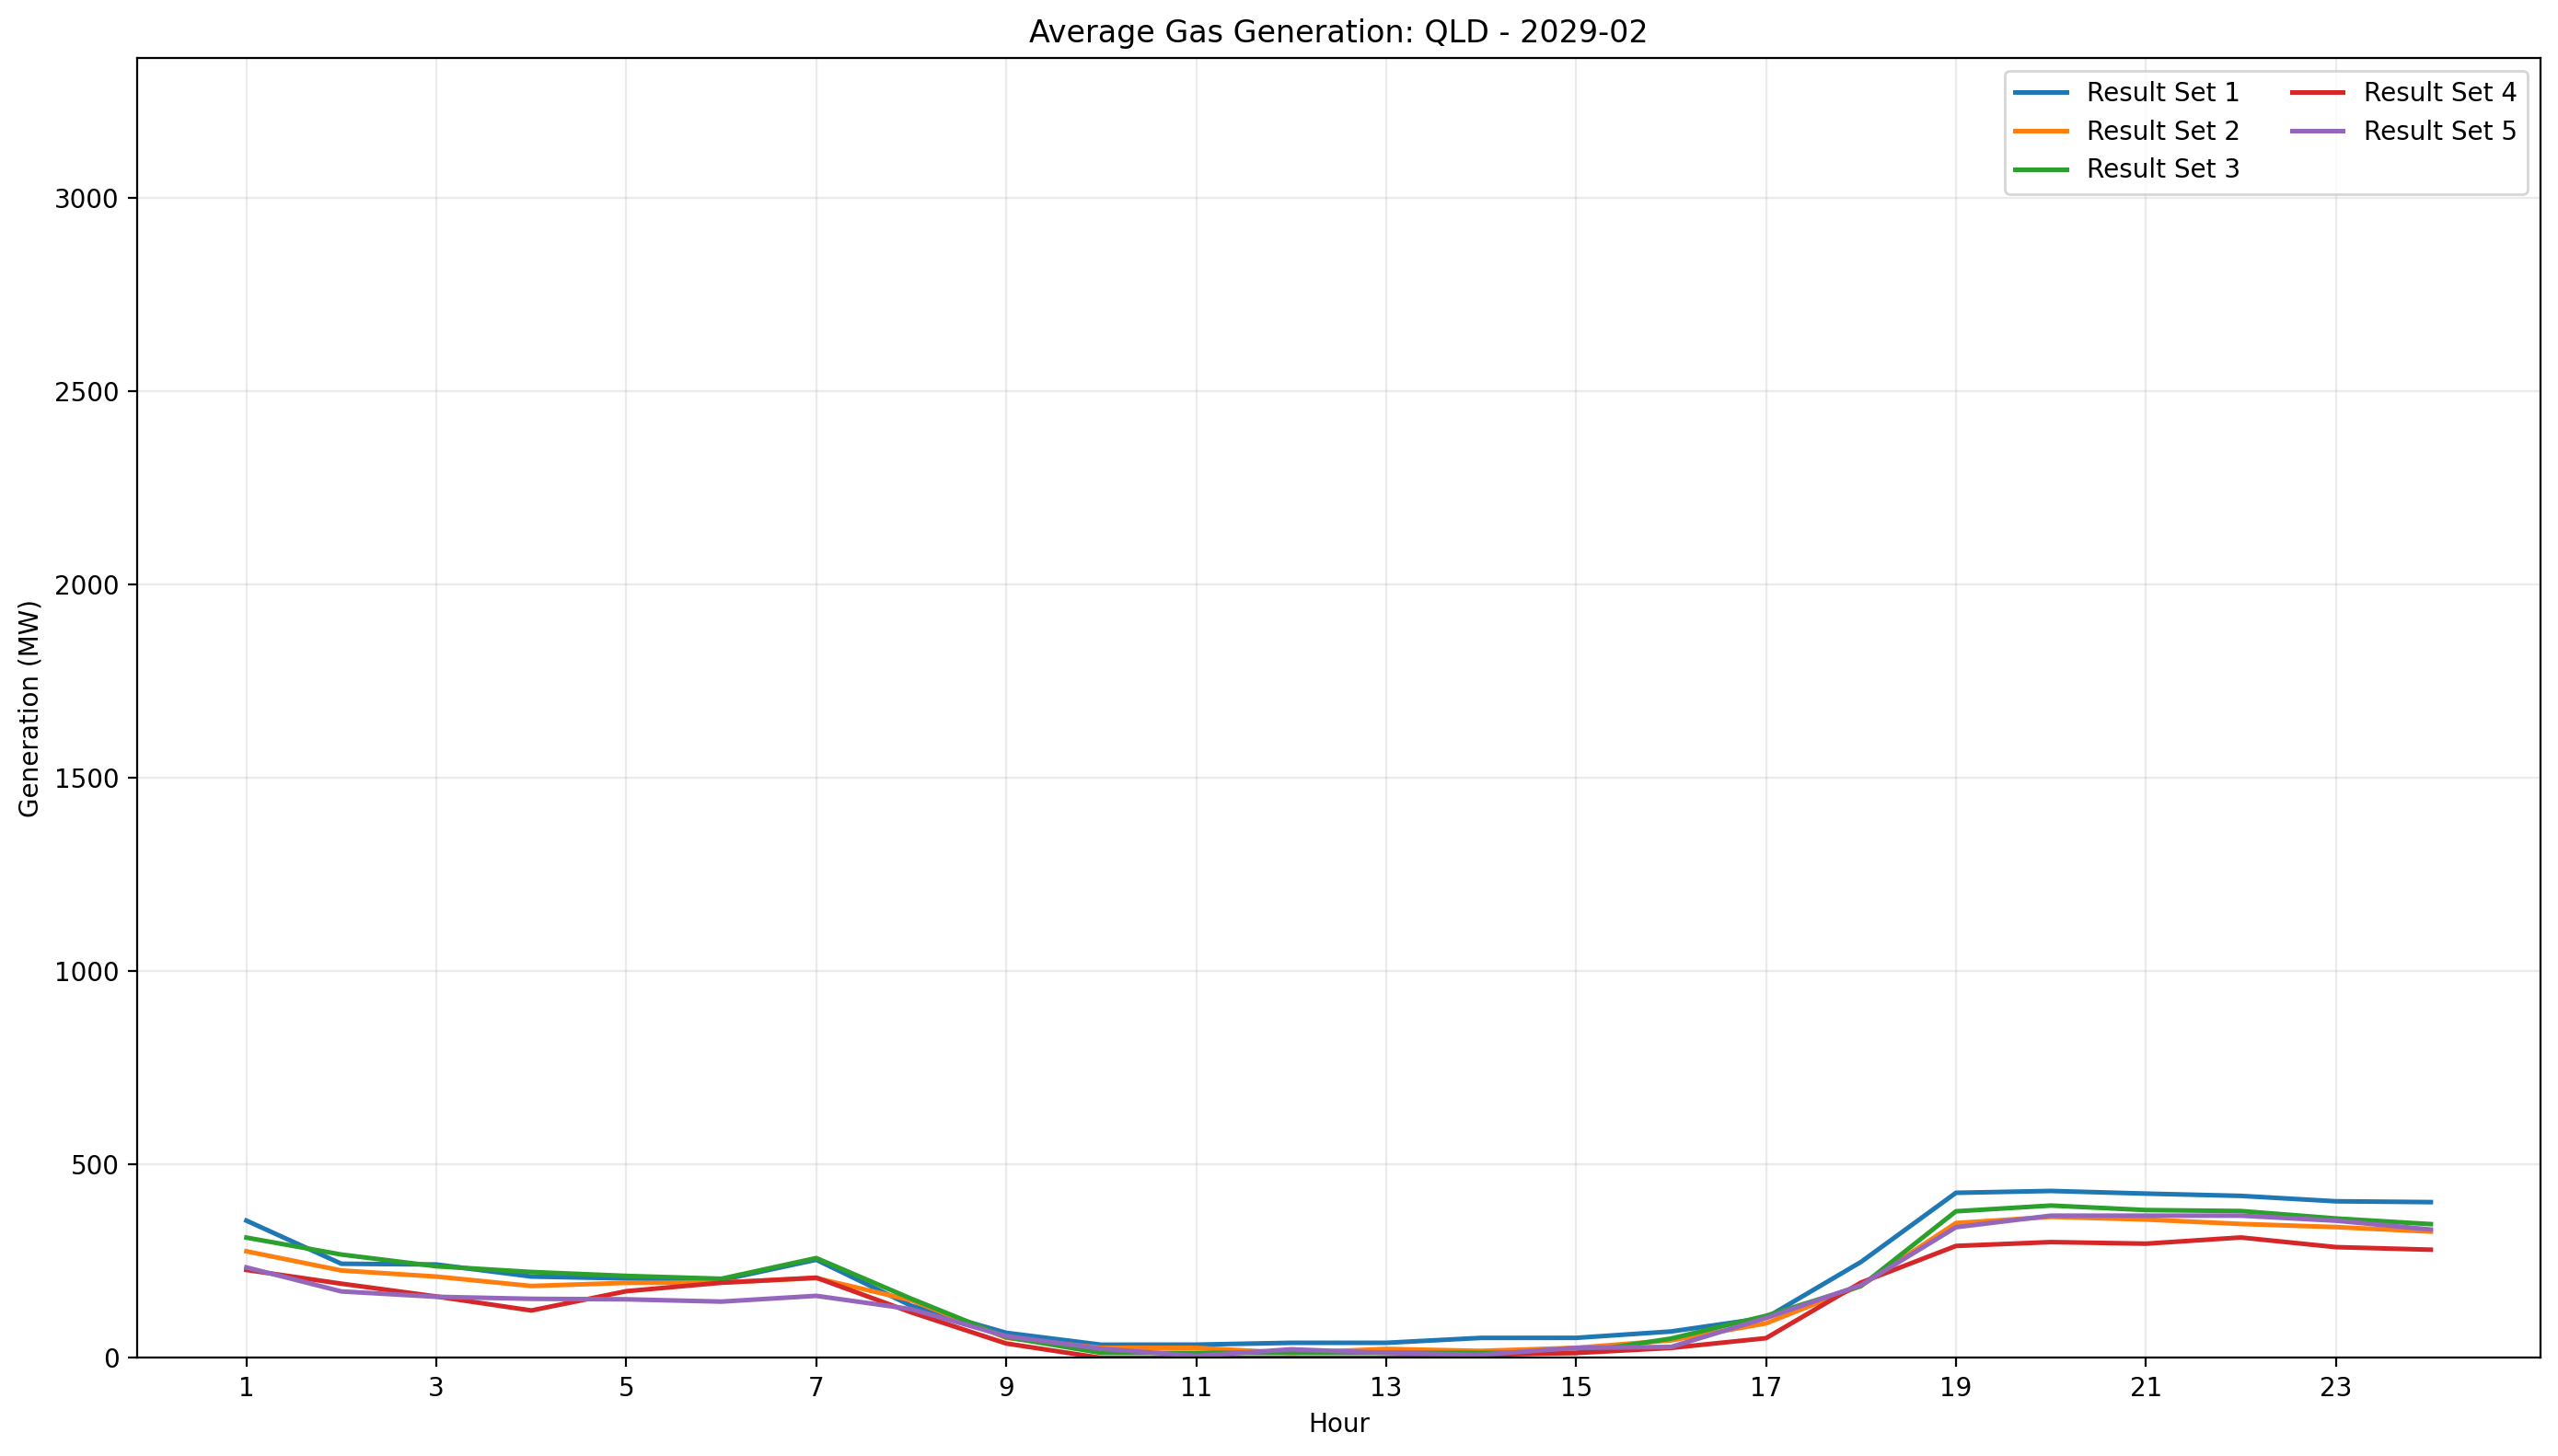 Average Gas Generation: QLD - 2029-02
Result Set 1
Result Set 2
Result Set 3
Result Set 4
Result Set 5
Generation (MW)
3000
2500
2000
1500
1000
500
0
1 3 5 7 9 11 13 15 17 19 21 23
Hour